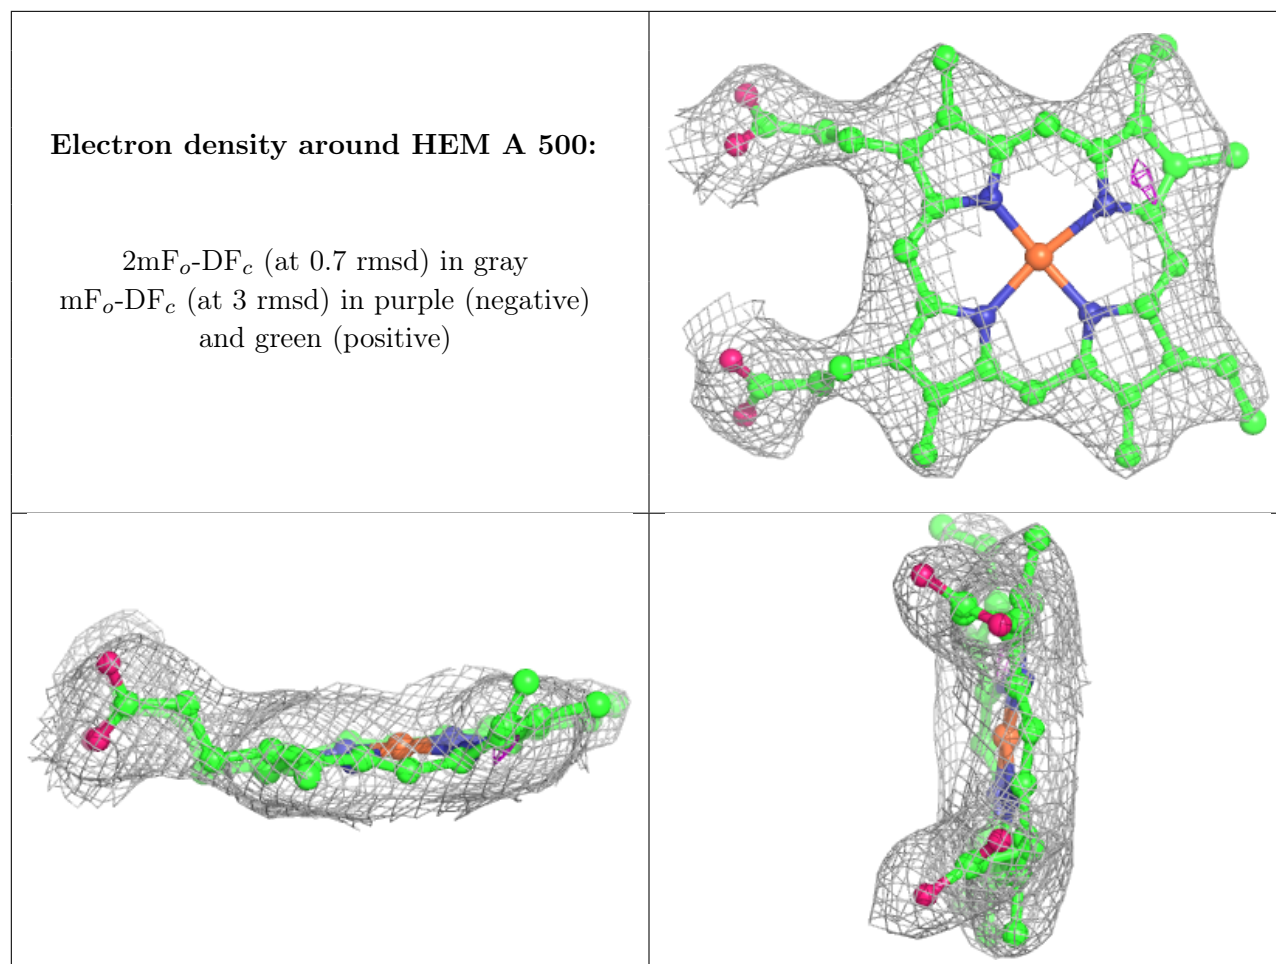 Electron density around HEM A 500:
2mFo-DFc (at 0.7 rmsd) in gray
mFo-DFc (at 3 rmsd) in purple (negative)
and green (positive)